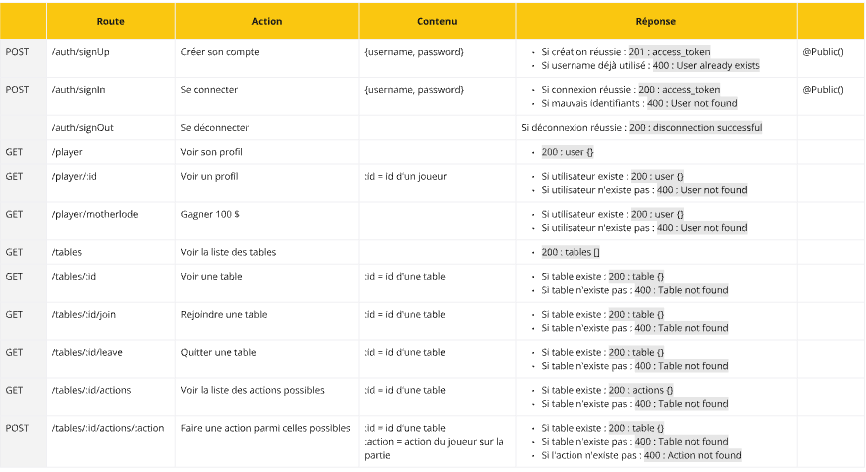 Route Action Contenu Réponse
POST /auth/signUp Créer son compte {username, password} • Si création réussie : 201 : access_token @Public()
• Si username déjà utilisé : 400 : User already exists
POST /auth/signIn Se connecter {username, password} • Si connexion réussie : 200 : access_token @Public()
• Si mauvais identifiants : 400 : User not found
/auth/signOut Se déconnecter Si déconnexion réussie : 200 : disconnection successful
GET /player Voir son profil • 200 : user {}
GET /player/:id Voir un profil :id = id d'un joueur • Si utilisateur existe : 200 : user {}
• Si utilisateur n'existe pas : 400 : User not found
GET /player/motherlode Gagner 100 $ • Si utilisateur existe : 200 : user {}
• Si utilisateur n'existe pas : 400 : User not found
GET /tables Voir la liste des tables • 200 : tables []
GET /tables/:id Voir une table :id = id d'une table • Si table existe : 200 : table {}
• Si table n'existe pas : 400 : Table not found
GET /tables/:id/join Rejoindre une table :id = id d'une table • Si table existe : 200 : table {}
• Si table n'existe pas : 400 : Table not found
GET /tables/:id/leave Quitter une table :id = id d'une table • Si table existe : 200 : table {}
• Si table n'existe pas : 400 : Table not found
GET /tables/:id/actions Voir la liste des actions possibles :id = id d'une table • Si table existe : 200 : actions {}
• Si table n'existe pas : 400 : Table not found
POST /tables/:id/actions/:action Faire une action parmi celles possibles :id = id d'une table • Si table existe : 200 : table {}
:action = action du joueur sur la • Si table n'existe pas : 400 : Table not found
partie • Si l'action n'existe pas : 400 : Action not found